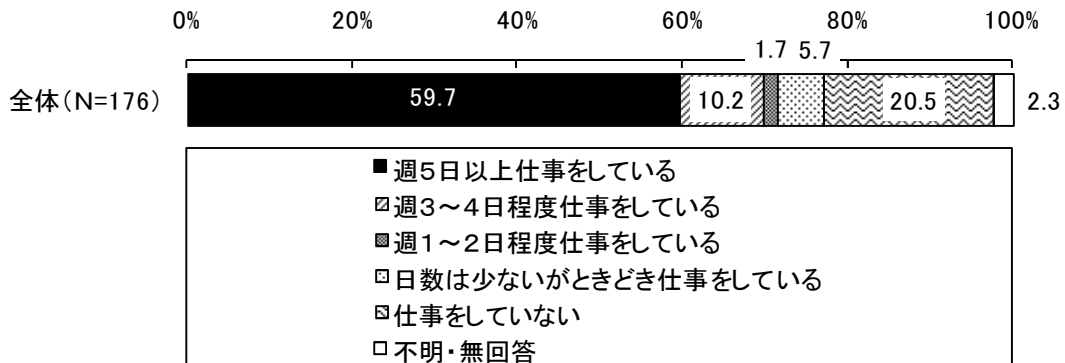 0% 20% 40% 60% 80% 100%
1.7 5.7
全体(N=176) 59.7 10.2 20.5 2.3
週5日以上仕事をしている
週3～4日程度仕事をしている
週1～2日程度仕事をしている
日数は少ないがときどき仕事をしている
仕事をしていない
不明・無回答